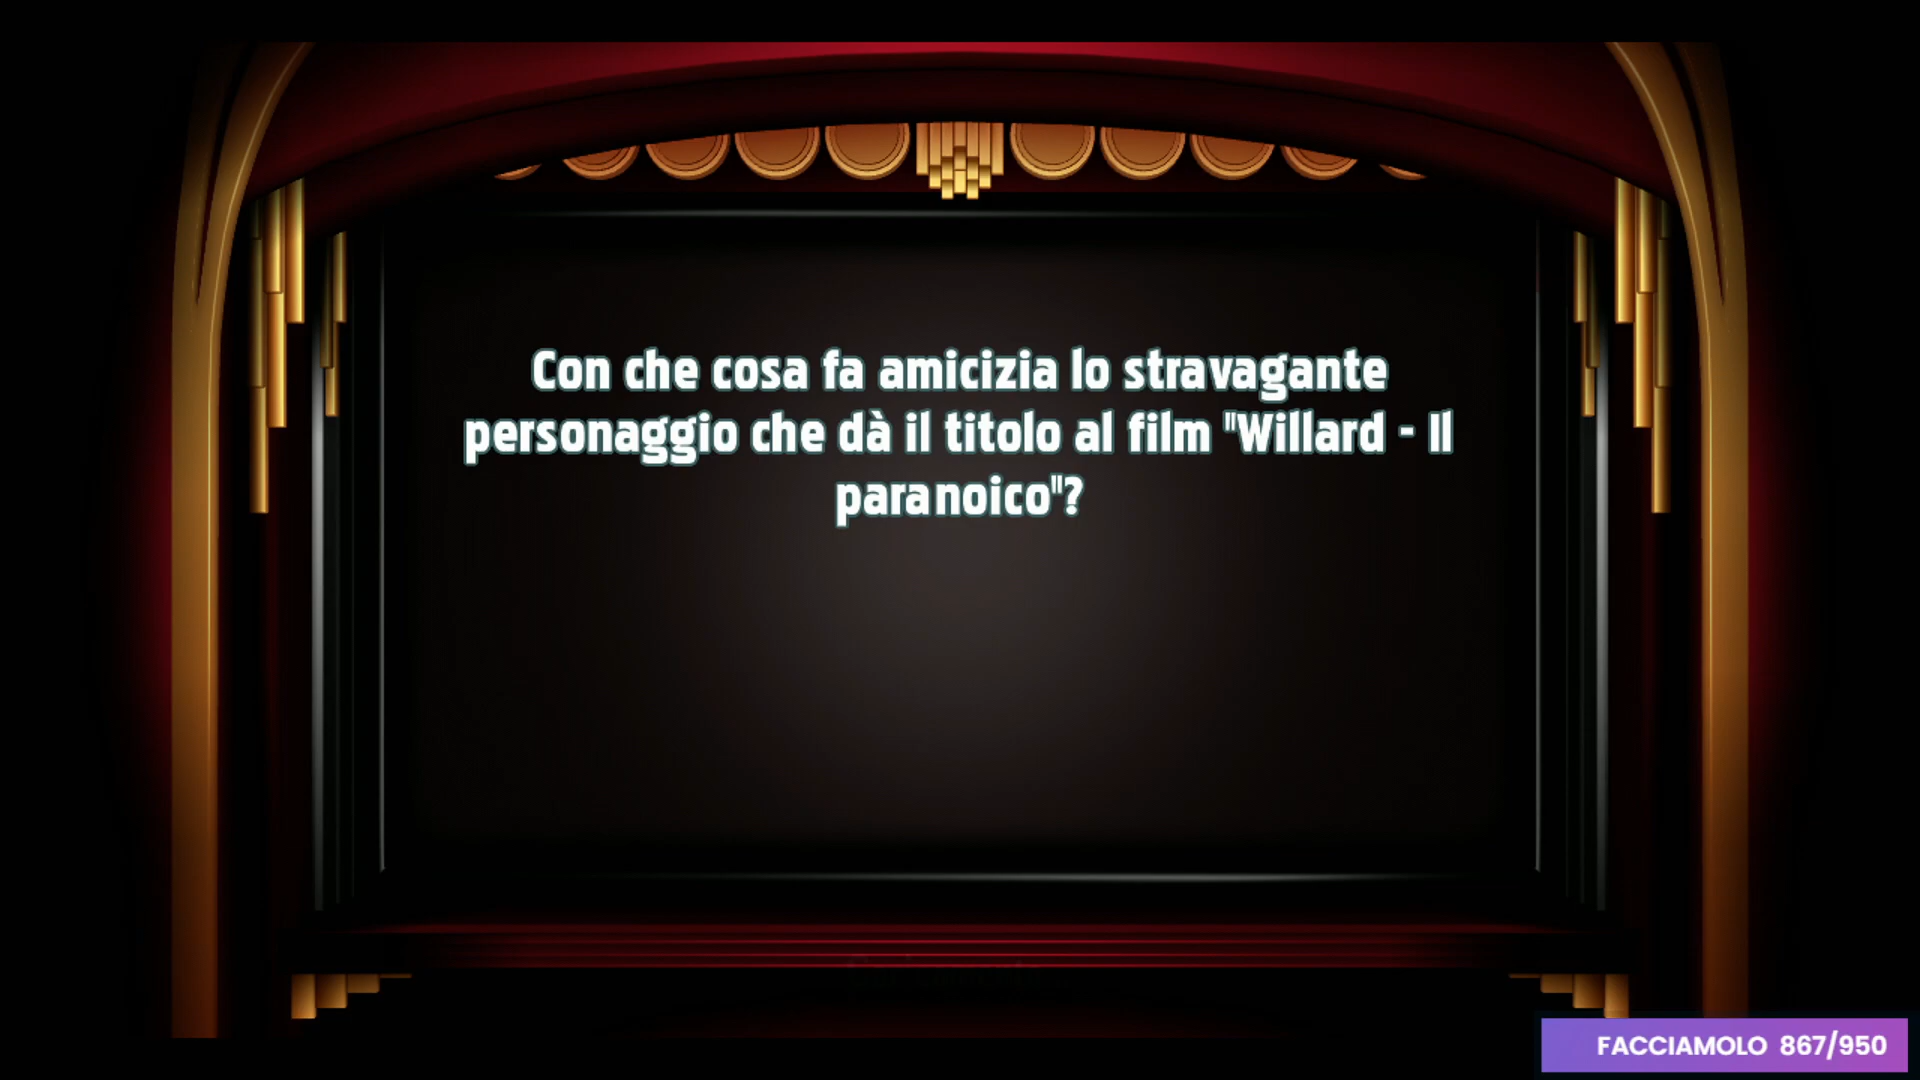 Con che cosa fa amicizia lo stravagante
personaggio che dà il titolo al film "Willard - Il
paranoico"?
FACCIAMOLO 867/950